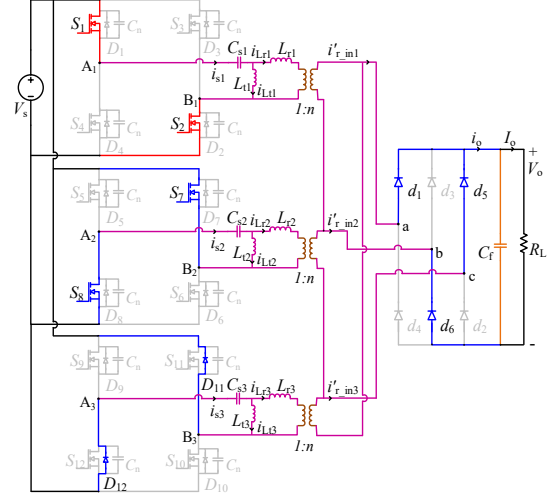 S1 D1 Cn S3 D3 Cn
A1 is1 Cs1 iLr1 Lr1 i'r_in1
Lt1 iLt1
Vs
B1
S4 D4 Cn S2 D2 Cn
1:n
S5 D5 Cn S7 D7 Cn
A2 is2 Cs2 iLr2 Lr2 i'r_in2
Lt2 iLt2
B2
S8 D8 Cn S6 D6 Cn
1:n
S9 D9 Cn S11 D11 Cn
A3 is3 Cs3 iLr3 Lr3 i'r_in3
Lt3 iLt3
B3
S12 D12 Cn S10 D10 Cn
1:n
io Io +
Vo
d1 d3 d5
a
b
c
Cf RL
d4 d6 d2
-